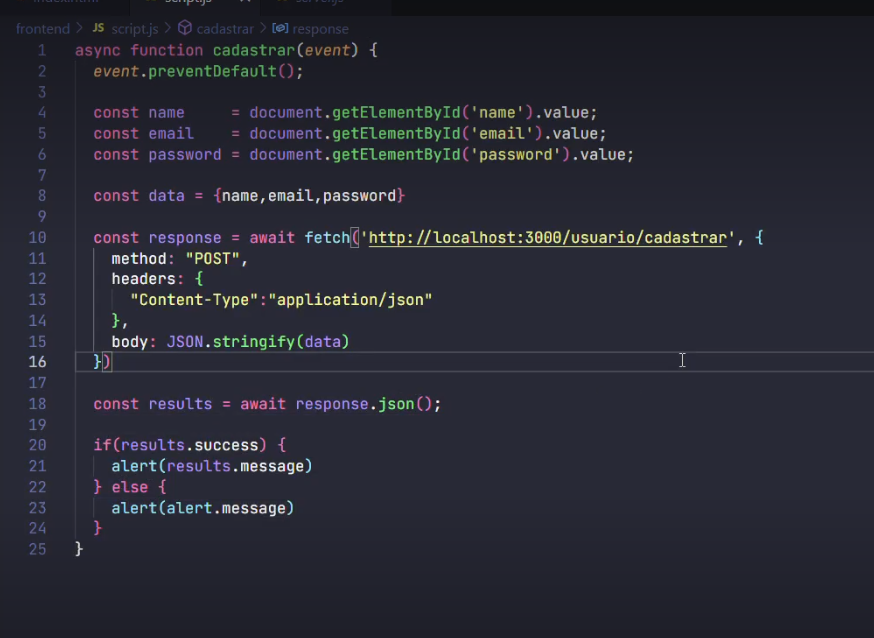 script.js
server.js
frontend > JS script.js > cadastrar > response
1 async function cadastrar(event) {
2   event.preventDefault();
3
4   const name     = document.getElementById('name').value;
5   const email    = document.getElementById('email').value;
6   const password = document.getElementById('password').value;
7
8   const data = {name,email,password}
9
10   const response = await fetch('http://localhost:3000/usuario/cadastrar', {
11     method: "POST",
12     headers: {
13       "Content-Type":"application/json"
14     },
15     body: JSON.stringify(data)
16   })
17
18   const results = await response.json();
19
20   if(results.success) {
21     alert(results.message)
22   } else {
23     alert(alert.message)
24   }
25 }